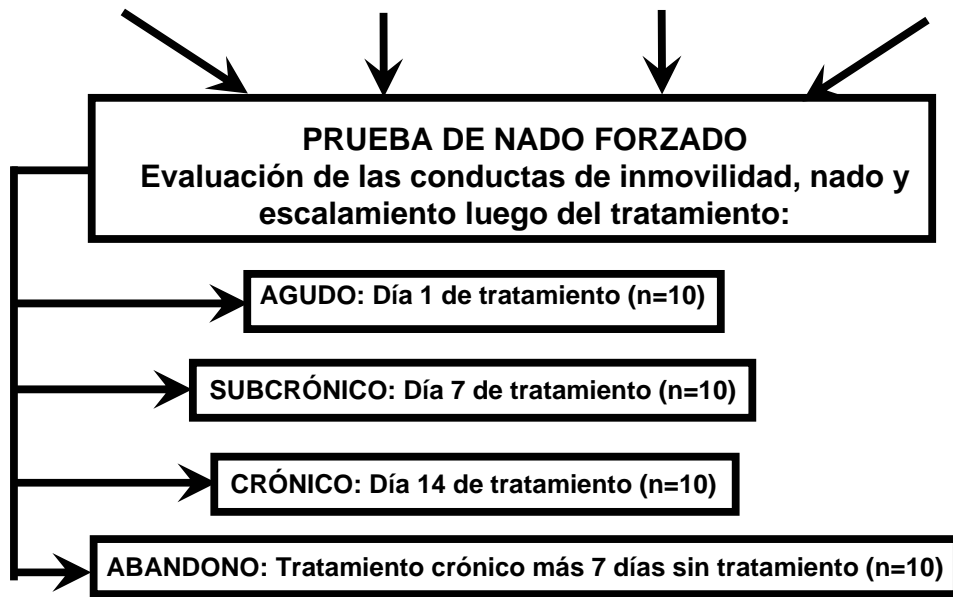 PRUEBA DE NADO FORZADO
Evaluación de las conductas de inmovilidad, nado y
escalamiento luego del tratamiento:
AGUDO: Día 1 de tratamiento (n=10)
SUBCRÓNICO: Día 7 de tratamiento (n=10)
CRÓNICO: Día 14 de tratamiento (n=10)
ABANDONO: Tratamiento crónico más 7 días sin tratamiento (n=10)